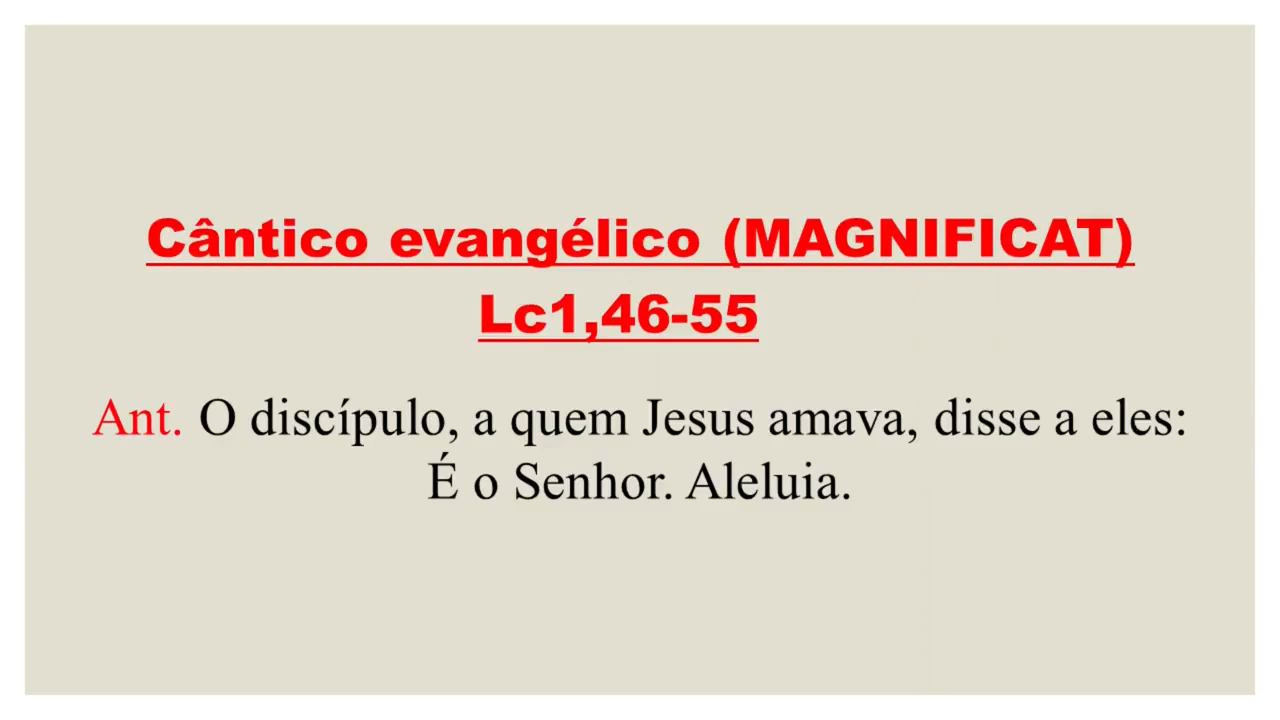 Cântico evangélico (MAGNIFICAT)
Lc1,46-55
Ant. O discípulo, a quem Jesus amava, disse a eles:
É o Senhor. Aleluia.